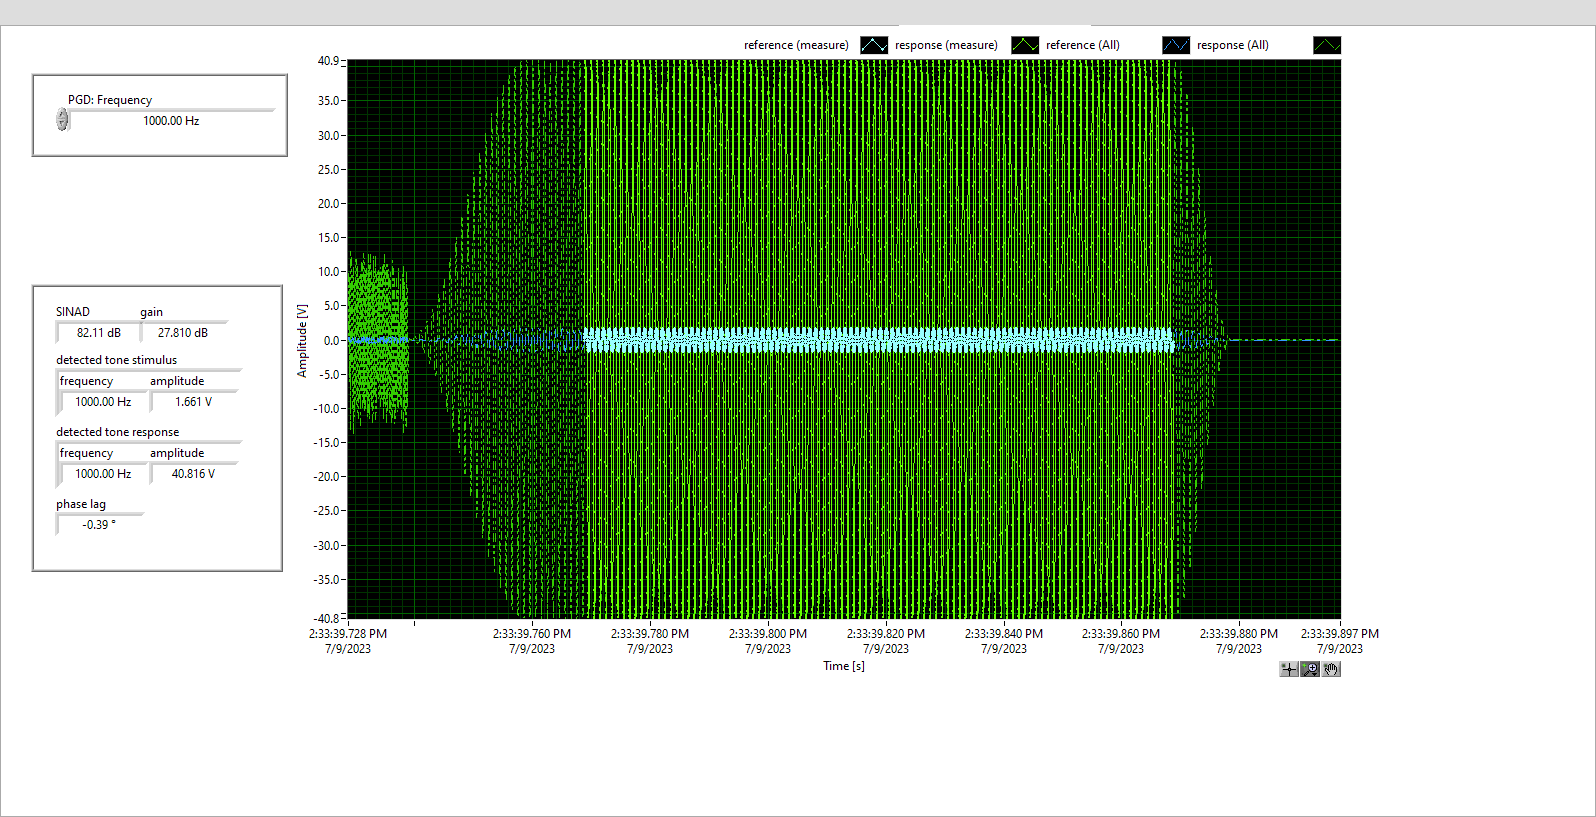 reference (measure) response (measure) reference (All) response (All)
PGD: Frequency
1000.00 Hz
SINAD gain
82.11 dB 27.810 dB
detected tone stimulus
frequency amplitude
1000.00 Hz 1.661 V
detected tone response
frequency amplitude
1000.00 Hz 40.816 V
phase lag
-0.39 °
Amplitude [V]
40.9
35.0
30.0
25.0
20.0
15.0
10.0
5.0
0.0
-5.0
-10.0
-15.0
-20.0
-25.0
-30.0
-35.0
-40.8
2:33:39.728 PM 2:33:39.760 PM 2:33:39.780 PM 2:33:39.800 PM 2:33:39.820 PM 2:33:39.840 PM 2:33:39.860 PM 2:33:39.880 PM 2:33:39.897 PM
7/9/2023 7/9/2023 7/9/2023 7/9/2023 7/9/2023 7/9/2023 7/9/2023 7/9/2023 7/9/2023
Time [s]